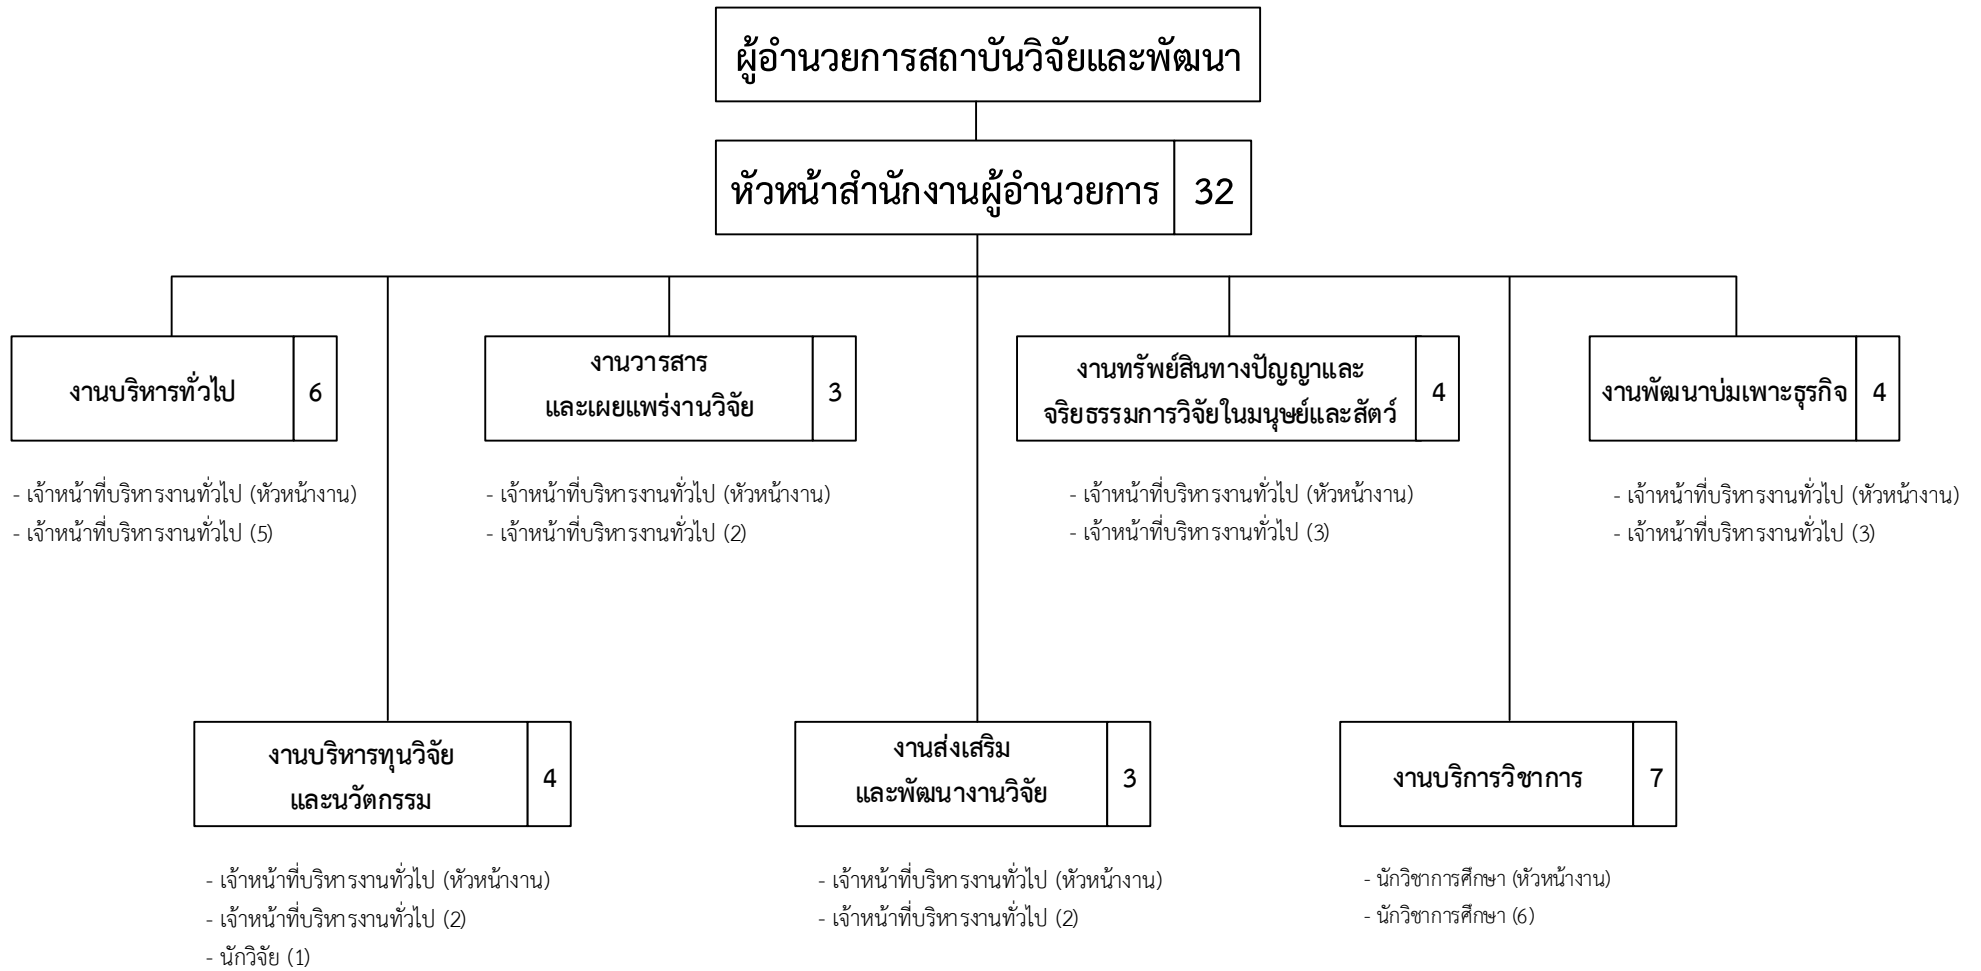 ผู้อำนวยการสถาบันวิจัยและพัฒนา
หัวหน้าสำนักงานผู้อำนวยการ 32
งานบริหารทั่วไป 6
- เจ้าหน้าที่บริหารงานทั่วไป (หัวหน้างาน)
- เจ้าหน้าที่บริหารงานทั่วไป (5)
งานวารสาร
และเผยแพร่งานวิจัย 3
- เจ้าหน้าที่บริหารงานทั่วไป (หัวหน้างาน)
- เจ้าหน้าที่บริหารงานทั่วไป (2)
งานทรัพย์สินทางปัญญาและ
จริยธรรมการวิจัยในมนุษย์และสัตว์ 4
- เจ้าหน้าที่บริหารงานทั่วไป (หัวหน้างาน)
- เจ้าหน้าที่บริหารงานทั่วไป (3)
งานพัฒนาบ่มเพาะธุรกิจ 4
- เจ้าหน้าที่บริหารงานทั่วไป (หัวหน้างาน)
- เจ้าหน้าที่บริหารงานทั่วไป (3)
งานบริหารทุนวิจัย
และนวัตกรรม 4
- เจ้าหน้าที่บริหารงานทั่วไป (หัวหน้างาน)
- เจ้าหน้าที่บริหารงานทั่วไป (2)
- นักวิจัย (1)
งานส่งเสริม
และพัฒนางานวิจัย 3
- เจ้าหน้าที่บริหารงานทั่วไป (หัวหน้างาน)
- เจ้าหน้าที่บริหารงานทั่วไป (2)
งานบริการวิชาการ 7
- นักวิชาการศึกษา (หัวหน้างาน)
- นักวิชาการศึกษา (6)